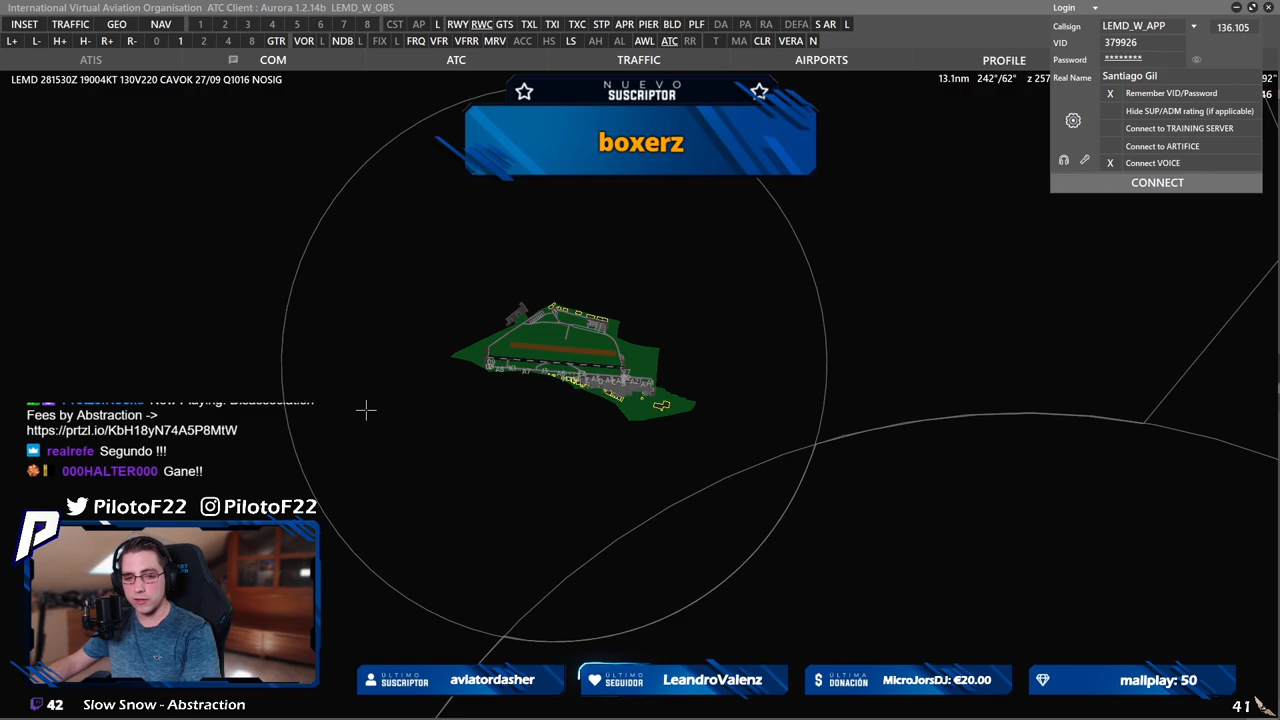 International Virtual Aviation Organisation ATC Client : Aurora 1.2.14b LEMD_W_OBS
INSET TRAFFIC GEO NAV 1 2 3 4 5 6 7 8 CST AP L RWY RWC GTS TXL TXI TXC STP APR PIER BLD PLF DA PA RA DEFA S AR L
L+ L- H+ H- R+ R- 0 1 2 4 8 GTR VOR L NDB L FIX L FRQ VFR VFRR MRV ACC HS LS AH AL AWL ATC RR T MA CLR VERA N
ATIS COM ATC TRAFFIC AIRPORTS PROFILE
LEMD 281530Z 19004KT 130V220 CAVOK 27/09 Q1016 NOSIG
13.1nm 242°/62° z 257
Login
Callsign LEMD_W_APP 136.105
VID 379926
Password ********
Real Name Santiago Gil
X Remember VID/Password
Hide SUP/ADM rating (if applicable)
Connect to TRAINING SERVER
Connect to ARTIFICE
X Connect VOICE
CONNECT
NUEVO
SUSCRIPTOR
boxerz
Fees by Abstraction ->
https://prtzl.io/KbH18yN74A5P8MtW
realrefe Segundo !!!
000HALTER000 Gane!!
PilotoF22 PilotoF22
P
ÚLTIMO SUSCRIPTOR aviatordasher
ÚLTIMO SEGUIDOR LeandroValenz
ÚLTIMA DONACIÓN MicroJorsDJ: €20.00
mallplay: 50
42 Slow Snow - Abstraction
41